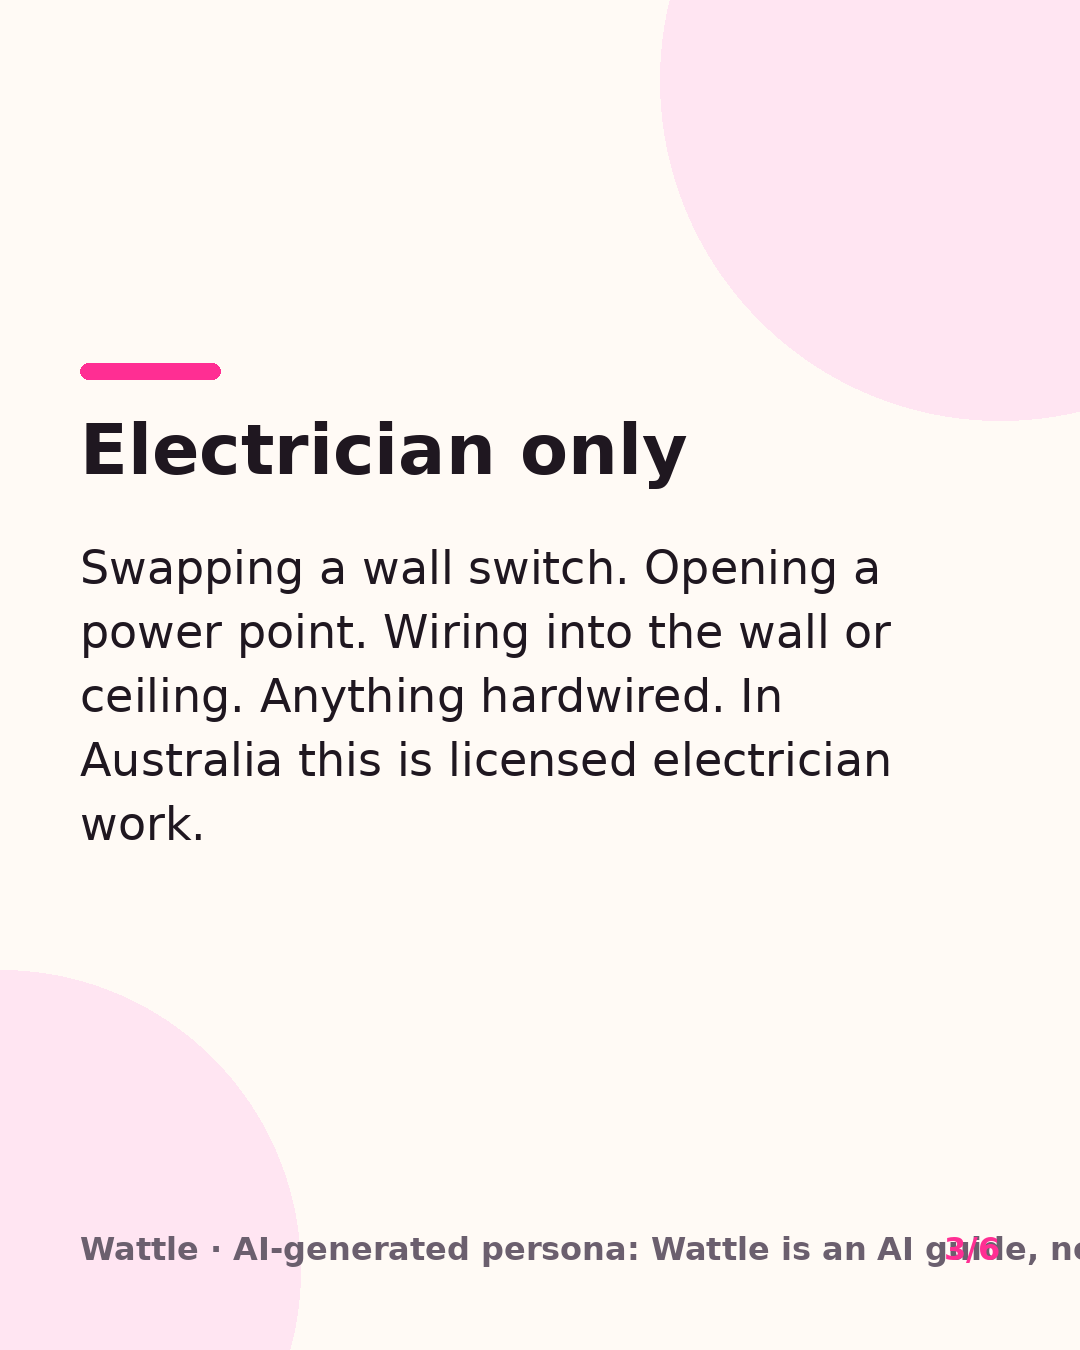 Electrician only
Swapping a wall switch. Opening a
power point. Wiring into the wall or
ceiling. Anything hardwired. In
Australia this is licensed electrician
work.
Wattle · AI-generated persona: Wattle is an AI guide,
3/6